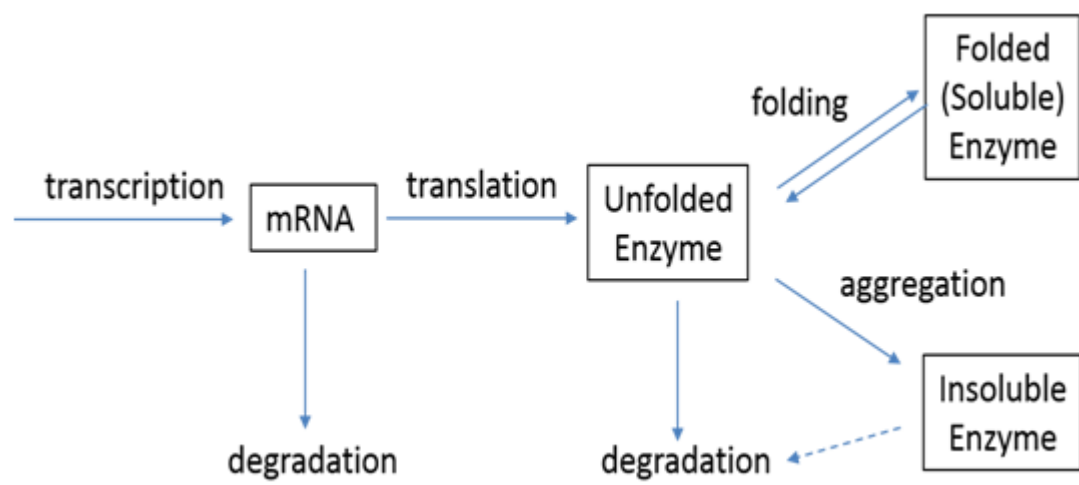 Folded
(Soluble)
Enzyme
folding
transcription
translation
mRNA
Unfolded
Enzyme
aggregation
Insoluble
Enzyme
degradation
degradation